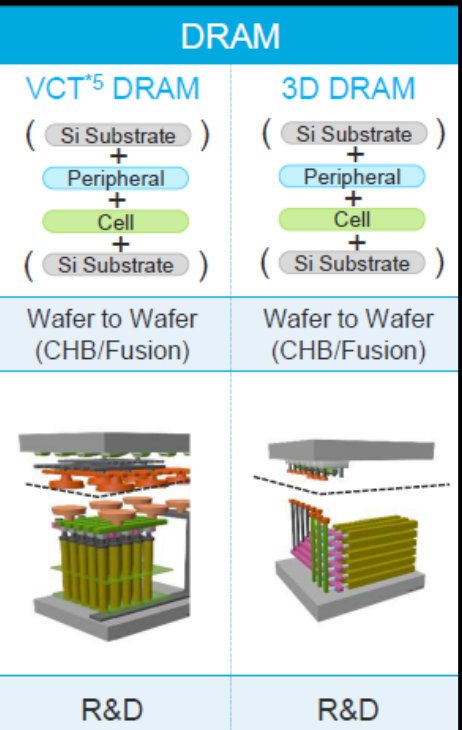 DRAM
VCT*5 DRAM
( Si Substrate )
+
Peripheral
+
Cell
+
( Si Substrate )
Wafer to Wafer
(CHB/Fusion)
R&D
3D DRAM
( Si Substrate )
+
Peripheral
+
Cell
+
( Si Substrate )
Wafer to Wafer
(CHB/Fusion)
R&D